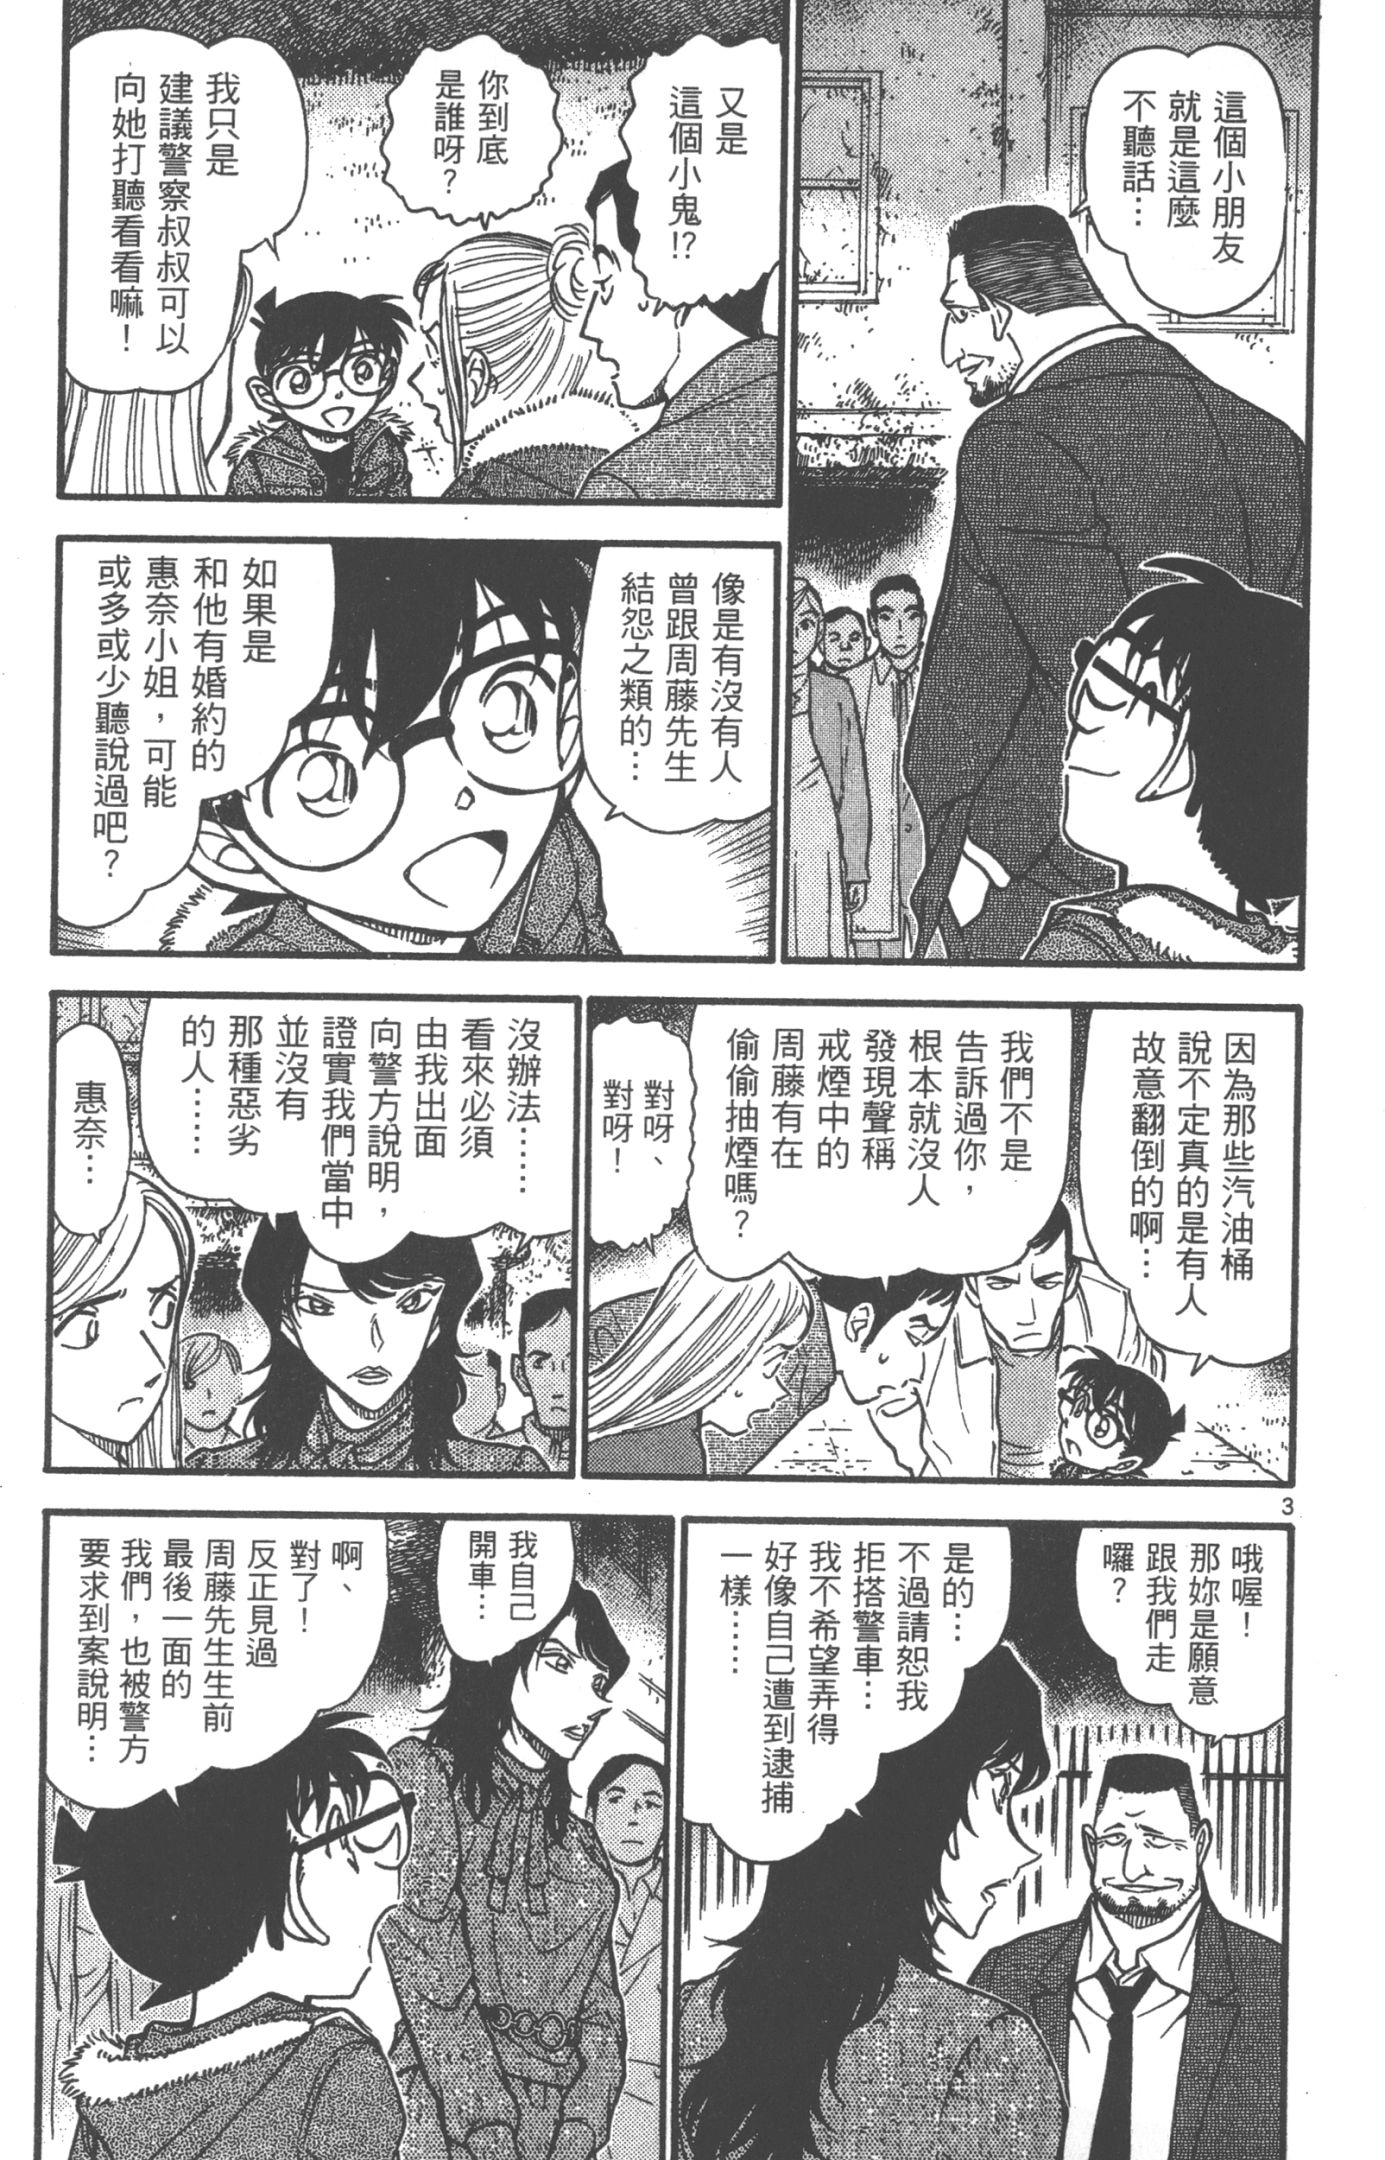 這個小朋友
就是這麼
不聽話…
又是
這個小鬼!?
你到底
是誰呀？
我只是
建議警察叔叔可以
向她打聽看看嘛！
像是有沒有人
曾跟周藤先生
結怨之類的…
如果是
和他有婚約的
惠奈小姐，可能
或多或少聽說過吧？
因為那些汽油桶
說不定真的是有人
故意翻倒的啊…
我們不是
告訴過你，
根本就沒人
發現聲稱
戒煙中的
周藤有在
偷偷抽煙嗎？
對呀、
對呀！
沒辦法……
看來必須
由我出面
向警方說明，
證實我們當中
並沒有
那種惡劣
的人……
惠奈…
3
哦喔！
那妳是願意
跟我們走
囉？
是的…
不過請恕我
拒搭警車…
我不希望弄得
好像自己遭到逮捕
一樣……
我自己
開車…
啊、
對了！
反正見過
周藤先生生前
最後一面的
我們，也被警方
要求到案說明…